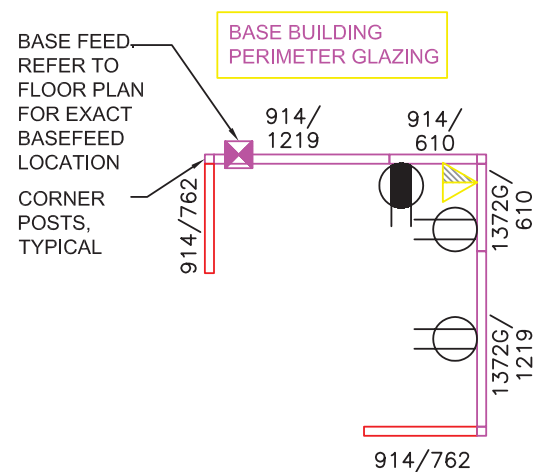 BASE FEED.
REFER TO
FLOOR PLAN
FOR EXACT
BASEFEED
LOCATION
CORNER
POSTS,
TYPICAL
BASE BUILDING
PERIMETER GLAZING
914/
1219
914/
610
914/762
1372G/
610
1372G/
1219
914/762